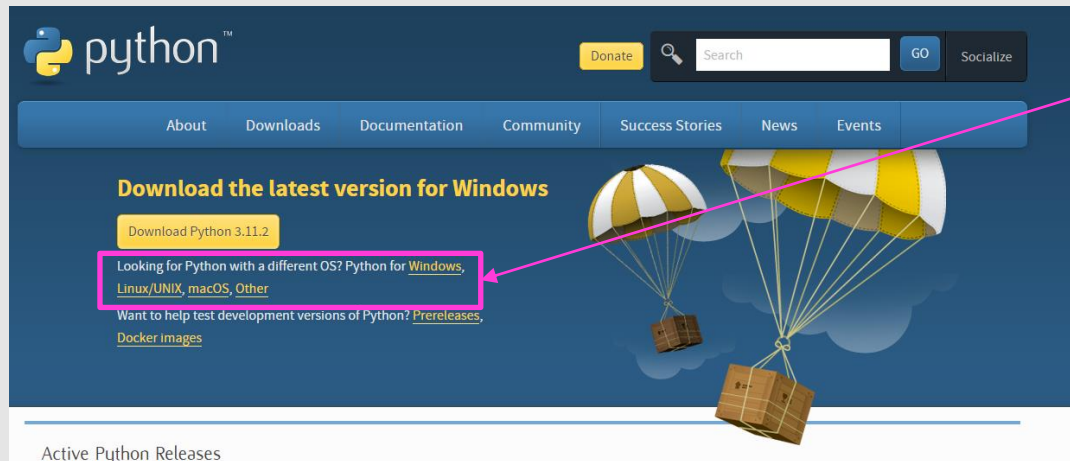 python™
Donate
Search
GO
Socialize
About Downloads Documentation Community Success Stories News Events
Download the latest version for Windows
Download Python 3.11.2
Looking for Python with a different OS? Python for Windows,
Linux/UNIX, macOS, Other
Want to help test development versions of Python? Prereleases,
Docker images
Active Python Releases